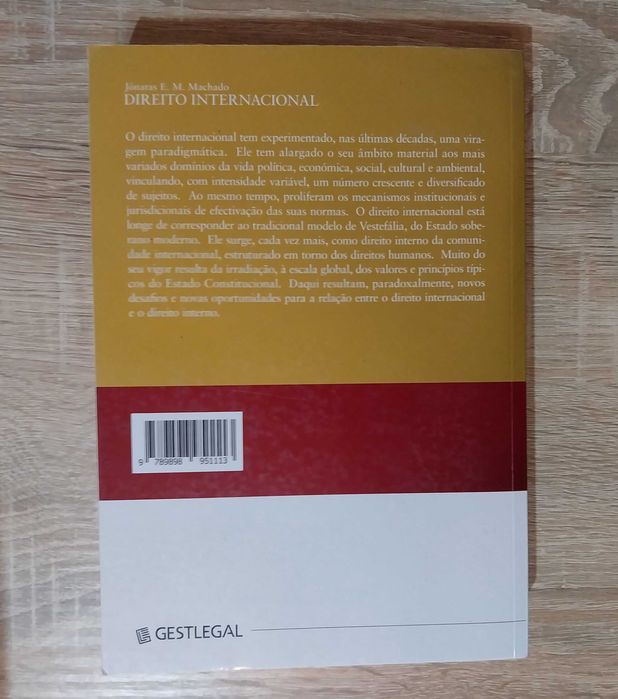 Jónatas E. M. Machado
DIREITO INTERNACIONAL
O direito internacional tem experimentado, nas últimas décadas, uma vira-
gem paradigmática. Ele tem alargado o seu âmbito material aos mais
variados domínios da vida política, económica, social, cultural e ambiental,
vinculando, com intensidade variável, um número crescente e diversificado
de sujeitos. Ao mesmo tempo, proliferam os mecanismos institucionais e
jurisdicionais de efectivação das suas normas. O direito internacional está
longe de corresponder ao tradicional modelo de Vestefália, do Estado sobe-
rano moderno. Ele surge, cada vez mais, como direito interno da comuni-
dade internacional, estruturado em torno dos direitos humanos. Muito do
seu vigor resulta da irradiação, à escala global, dos valores e princípios típi-
cos do Estado Constitucional. Daqui resultam, paradoxalmente, novos
desafios e novas oportunidades para a relação entre o direito internacional
e o direito interno.
9 789898 951113
GESTLEGAL